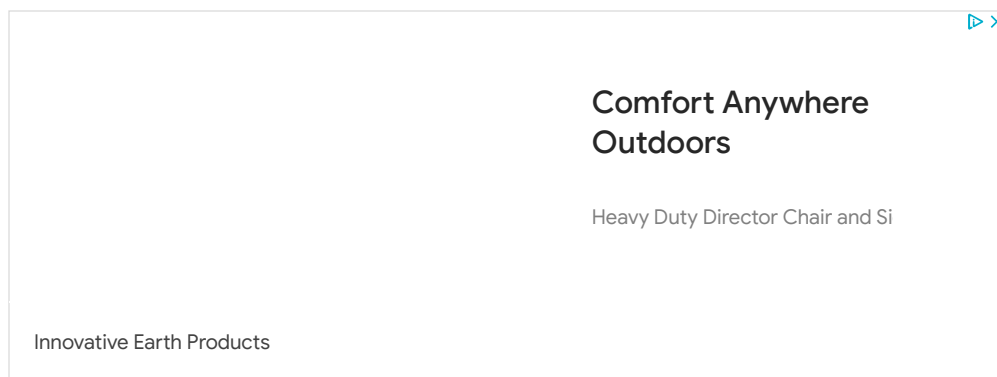 Comfort Anywhere
Outdoors
Heavy Duty Director Chair and Si
Innovative Earth Products